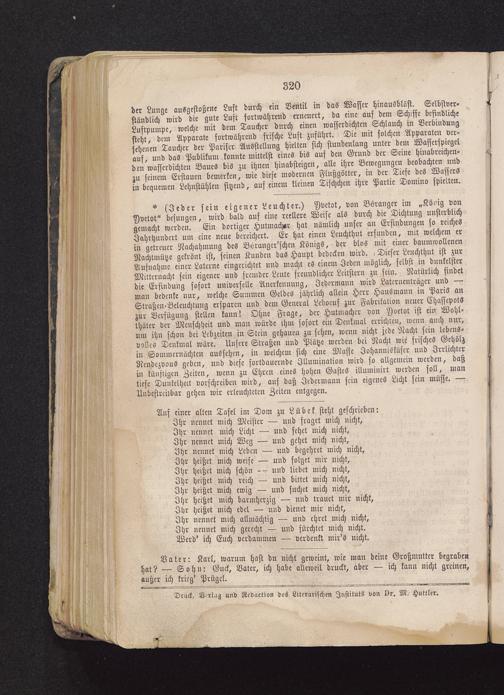 320
der Lunge ausgestoßene Luft durch ein Ventil in das Wasser hinausbläst. Selbstver-
ständlich wird die gute Luft fortwährend erneuert, da eine auf dem Schiffe befindliche
Luftpumpe, welche mit dem Taucher durch einen wasserdichten Schlauch in Verbindung
steht, dem Apparate fortwährend frische Luft zuführt. Die mit solchen Apparaten ver-
sehenen Taucher der Pariser Ausstellung hielten sich stundenlang unter dem Wasserspiegel
auf, und das Publikum konnte mittelst eines bis auf den Grund der Seine hinabreichen-
den wasserdichten Baues bis zu ihnen hinabsteigen, alle ihre Bewegungen beobachten und
zu seinem Erstaunen bemerken, wie diese modernen Flußgötter, in der Tiefe des Wassers
in bequemen Lehnstühlen sitzend, auf einem kleinen Tischchen ihre Partie Domino spielten.
* (Jeder sein eigener Leuchter.) Yvetot, von Béranger im „König von
Yvetot“ besungen, wird bald auf eine reellere Weise als durch die Dichtung unsterblich
gemacht werden. Ein dortiger Hutmacher hat nämlich unser an Erfindungen so reiches
Jahrhundert um eine neue bereichert. Er hat einen Leuchthut erfunden, mit welchem er
in getreuer Nachahmung des Béranger'schen Königs, der blos mit einer baumwollenen
Nachtmütze gekrönt ist, seinen Kunden das Haupt bedecken wird. Dieser Leuchthut ist zur
Aufnahme einer Laterne eingerichtet und macht es einem Jeden möglich, selbst in dunkelster
Mitternacht sein eigener und fremder Leute freundlicher Leitstern zu sein. Natürlich findet
die Erfindung sofort universelle Anerkennung, Jedermann wird Laternenträger und —
man bedenke nur, welche Summen Geldes jährlich allein Herr Hausmann in Paris an
Straßen-Beleuchtung ersparen und dem General Leboeuf zur Fabrikation neuer Chassepots
zur Verfügung stellen kann! Ohne Frage, der Hutmacher von Yvetot ist ein Wohl-
thäter der Menschheit und man würde ihm sofort ein Denkmal errichten, wenn auch nur,
um ihn schon bei Lebzeiten in Stein gehauen zu sehen, wenn nicht jede Nacht sein lebens-
volles Denkmal wäre. Unsere Straßen und Plätze werden bei Nacht wie frisches Gehölz
in Sommernächten aussehen, in welchem sich eine Masse Johanniskäfer und Irrlichter
Rendezvous geben, und diese fortdauernde Illumination wird so allgemein werden, daß
in künftigen Zeiten, wenn zu Ehren eines hohen Gastes illuminirt werden soll, man
tiefe Dunkelheit vorschreiben wird, auf daß Jedermann sein eigenes Licht sein müsse. —
Unbestreitbar gehen wir erleuchteten Zeiten entgegen.
Auf einer alten Tafel im Dom zu Lübek steht geschrieben:
Ihr nennet mich Meister — und fraget mich nicht,
Ihr nennet mich Licht — und sehet mich nicht,
Ihr nennet mich Weg — und gehet mich nicht,
Ihr nennet mich Leben — und begehret mich nicht,
Ihr heißet mich weise — und folget mir nicht,
Ihr heißet mich schön — und liebet mich nicht,
Ihr heißet mich reich — und bittet mich nicht,
Ihr heißet mich ewig — und suchet mich nicht,
Ihr heißet mich barmherzig — und trauet mir nicht,
Ihr heißet mich edel — und dienet mir nicht,
Ihr nennet mich allmächtig — und ehret mich nicht,
Ihr nennet mich gerecht — und fürchtet mich nicht.
Werd' ich Euch verdammen — verdenkt mir's nicht.
Vater: Karl, warum hast du nicht geweint, wie man deine Großmutter begraben
hat? — Sohn: Guck, Vater, ich habe alleweil druckt, aber — ich kann nicht greinen,
außer ich krieg' Prügel.
Druck, Verlag und Redaction des Literarischen Instituts von Dr. M. Huttler.